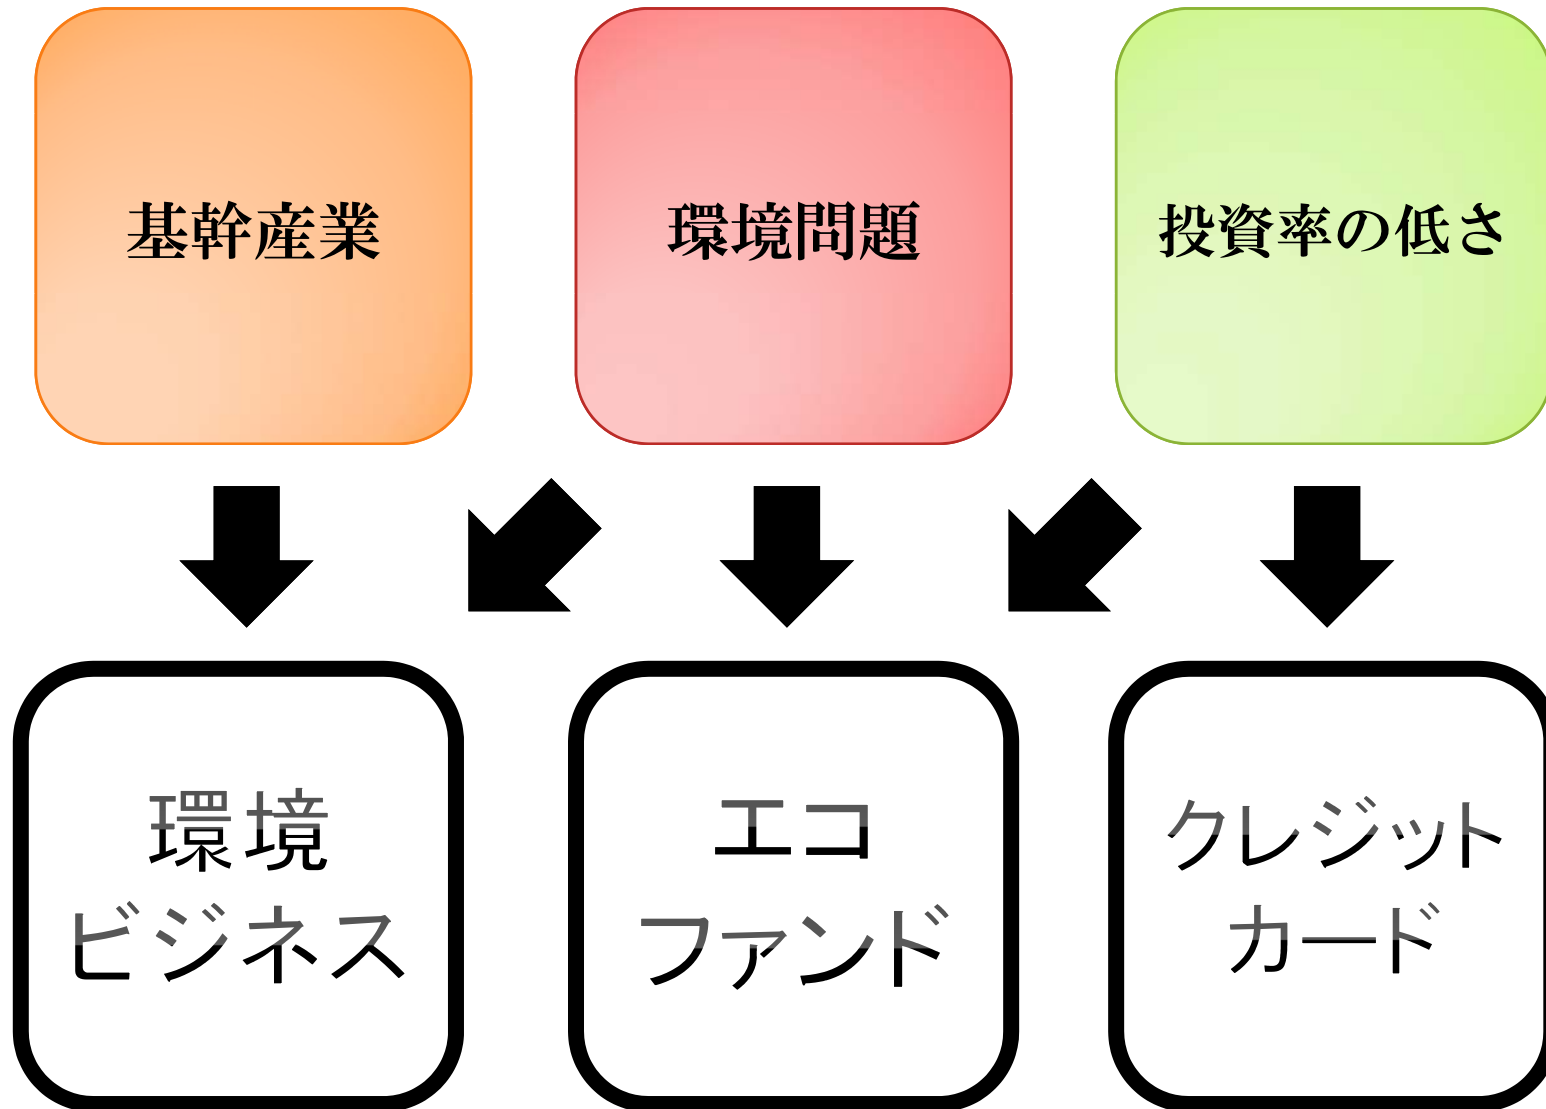 基幹産業
環境問題
投資率の低さ
環境
ビジネス
エコ
ファンド
クレジット
カード